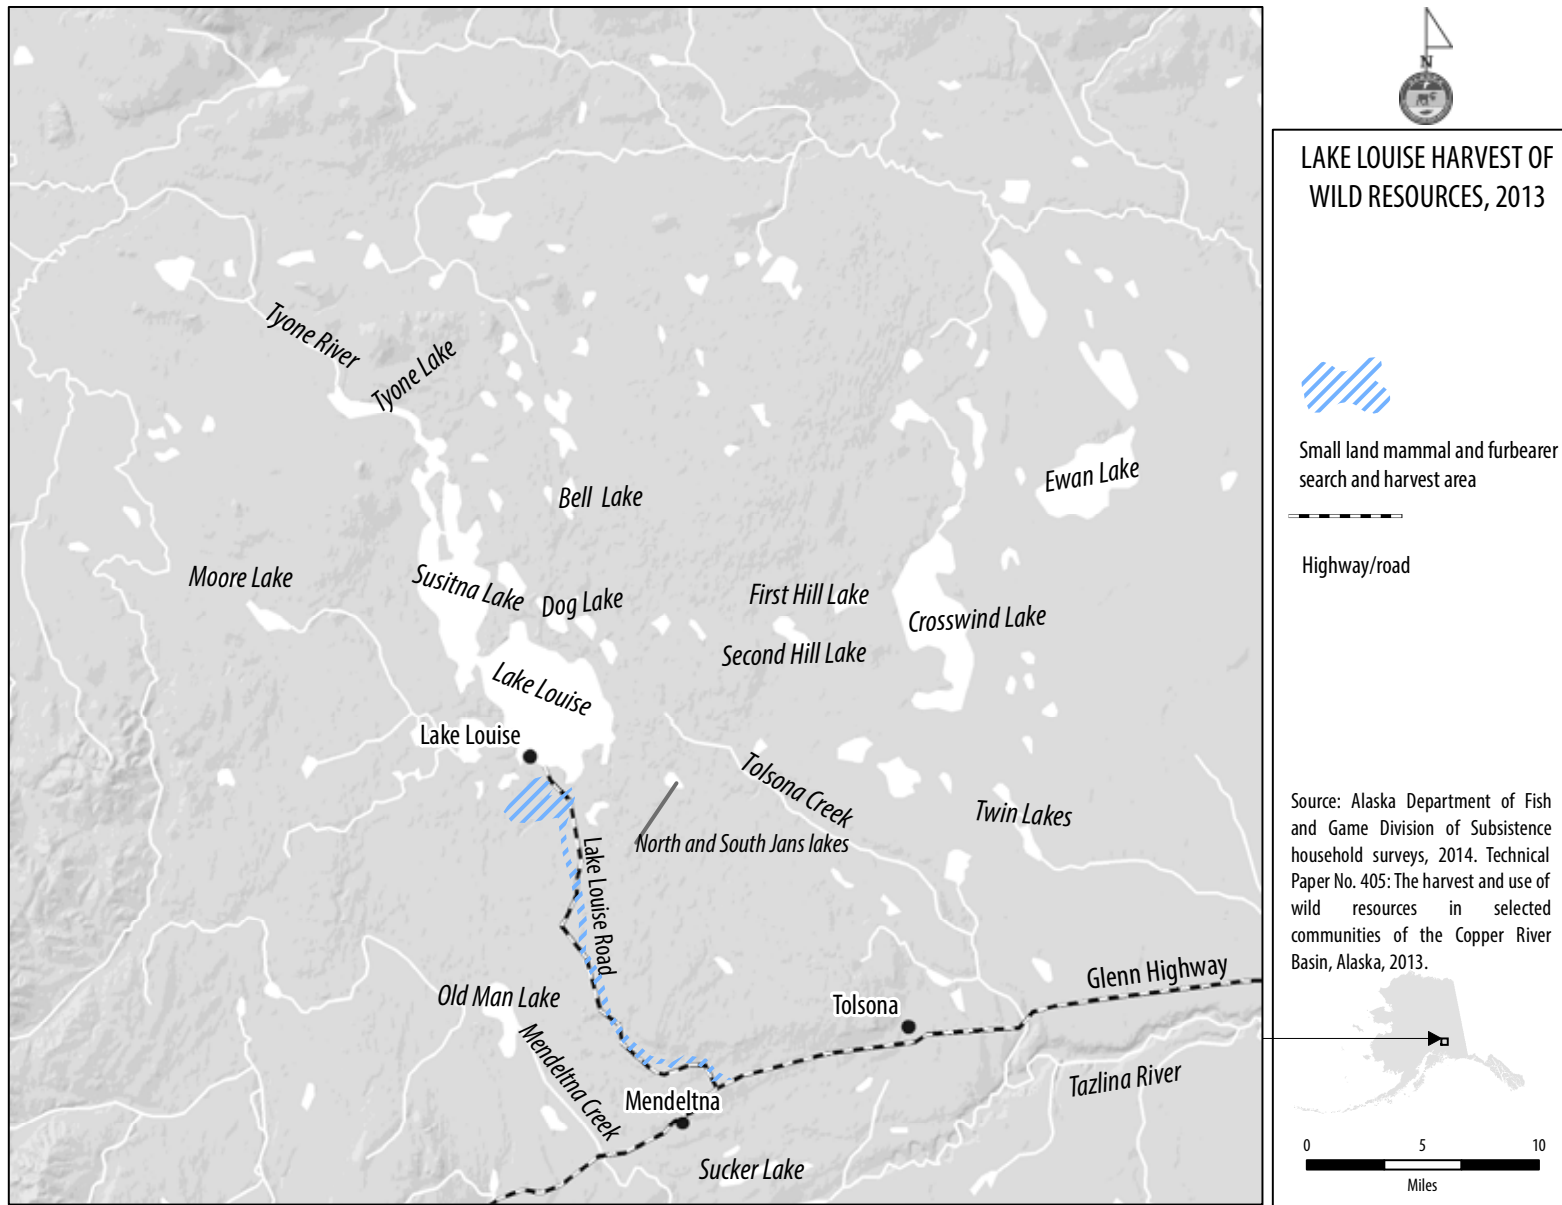 N
LAKE LOUISE HARVEST OF
WILD RESOURCES, 2013
Small land mammal and furbearer
search and harvest area
Highway/road
Source: Alaska Department of Fish
and Game Division of Subsistence
household surveys, 2014. Technical
Paper No. 405: The harvest and use of
wild resources in selected
communities of the Copper River
Basin, Alaska, 2013.
0 5 10
Miles
Tyone River
Tyone Lake
Bell Lake
Ewan Lake
Moore Lake
Susitna Lake
Dog Lake
First Hill Lake
Crosswind Lake
Second Hill Lake
Lake Louise
Lake Louise
Tolsona Creek
Twin Lakes
North and South Jans lakes
Lake Louise Road
Old Man Lake
Mendeltna Creek
Tolsona
Glenn Highway
Tazlina River
Mendeltna
Sucker Lake